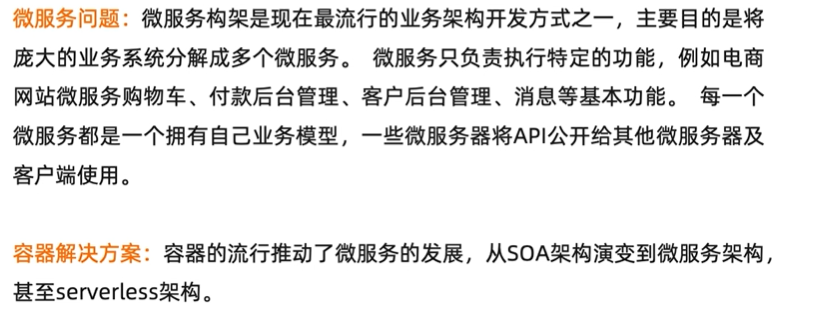 微服务问题：微服务构架是现在最流行的业务架构开发方式之一，主要目的是将
庞大的业务系统分解成多个微服务。 微服务只负责执行特定的功能，例如电商
网站微服务购物车、付款后台管理、客户后台管理、消息等基本功能。 每一个
微服务都是一个拥有自己业务模型，一些微服务器将API公开给其他微服务器及
客户端使用。
容器解决方案：容器的流行推动了微服务的发展，从SOA架构演变到微服务架构，
甚至serverless架构。